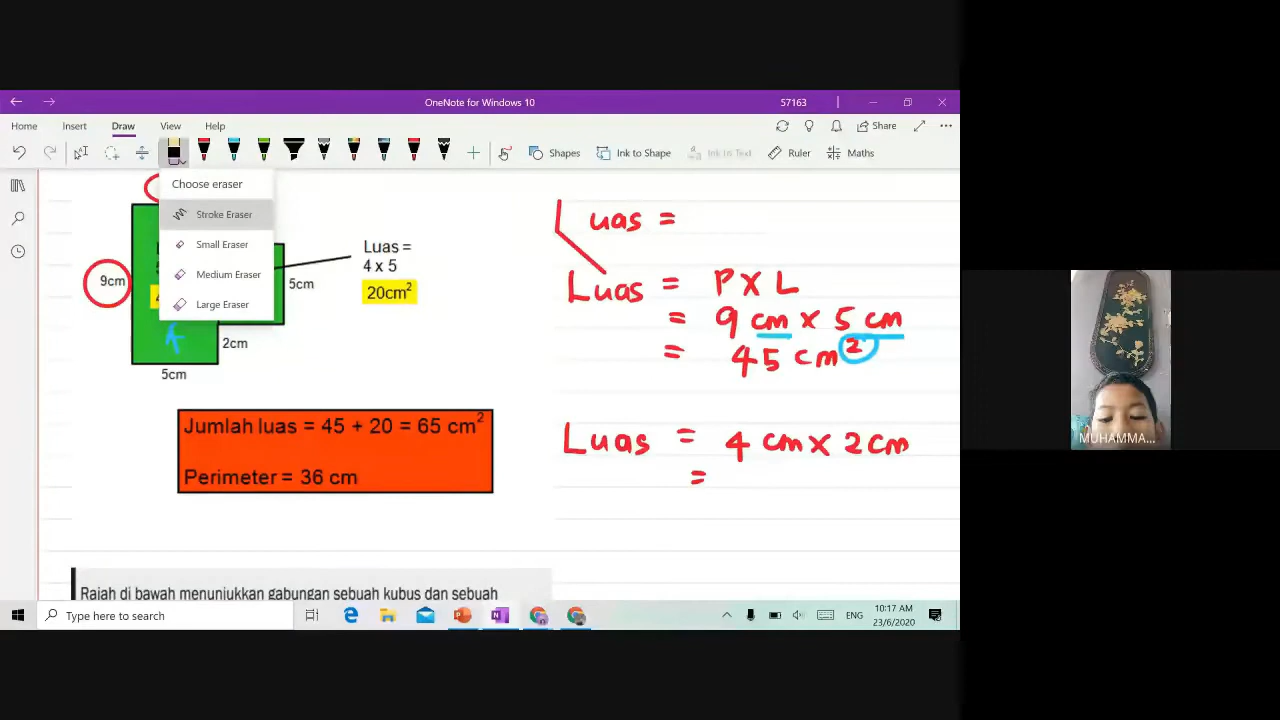 OneNote for Windows 10
57163
Home Insert Draw View Help
Share
Shapes Ink to Shape Ink to Text Ruler Maths
Choose eraser
Stroke Eraser
Small Eraser
Medium Eraser
Large Eraser
9cm
5cm
2cm
5cm
Luas =
4 x 5
20cm²
Jumlah luas = 45 + 20 = 65 cm²
Perimeter = 36 cm
Luas =
Luas = P X L
= 9 cm x 5 cm
= 45 cm²
Luas = 4 cm x 2 cm
=
Rajah di bawah menunjukkan gabungan sebuah kubus dan sebuah
MUHAMMA...
Type here to search
ENG
10:17 AM
23/6/2020